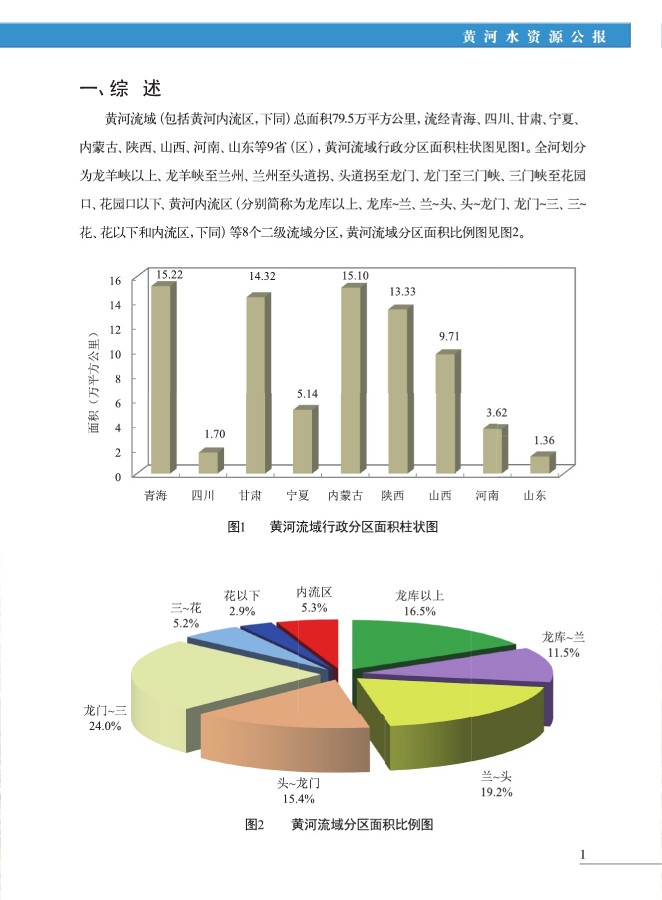 黄河水资源公报
一、综 述
黄河流域(包括黄河内流区,下同)总面积79.5万平方公里,流经青海、四川、甘肃、宁夏、
内蒙古、陕西、山西、河南、山东等9省(区),黄河流域行政分区面积柱状图见图1。全河划分
为龙羊峡以上、龙羊峡至兰州、兰州至头道拐、头道拐至龙门、龙门至三门峡、三门峡至花园
口、花园口以下、黄河内流区(分别简称为龙库以上、龙库~兰、兰~头、头~龙门、龙门~三、三~
花、花以下和内流区,下同)等8个二级流域分区,黄河流域分区面积比例图见图2。
面积(万平方公里)
16
14
12
10
8
6
4
2
0
15.22
1.70
14.32
5.14
15.10
13.33
9.71
3.62
1.36
青海 四川 甘肃 宁夏 内蒙古 陕西 山西 河南 山东
图1 黄河流域行政分区面积柱状图
内流区
5.3%
龙库以上
16.5%
花以下
2.9%
三~花
5.2%
龙库~兰
11.5%
龙门~三
24.0%
头~龙门
15.4%
兰~头
19.2%
图2 黄河流域分区面积比例图
1